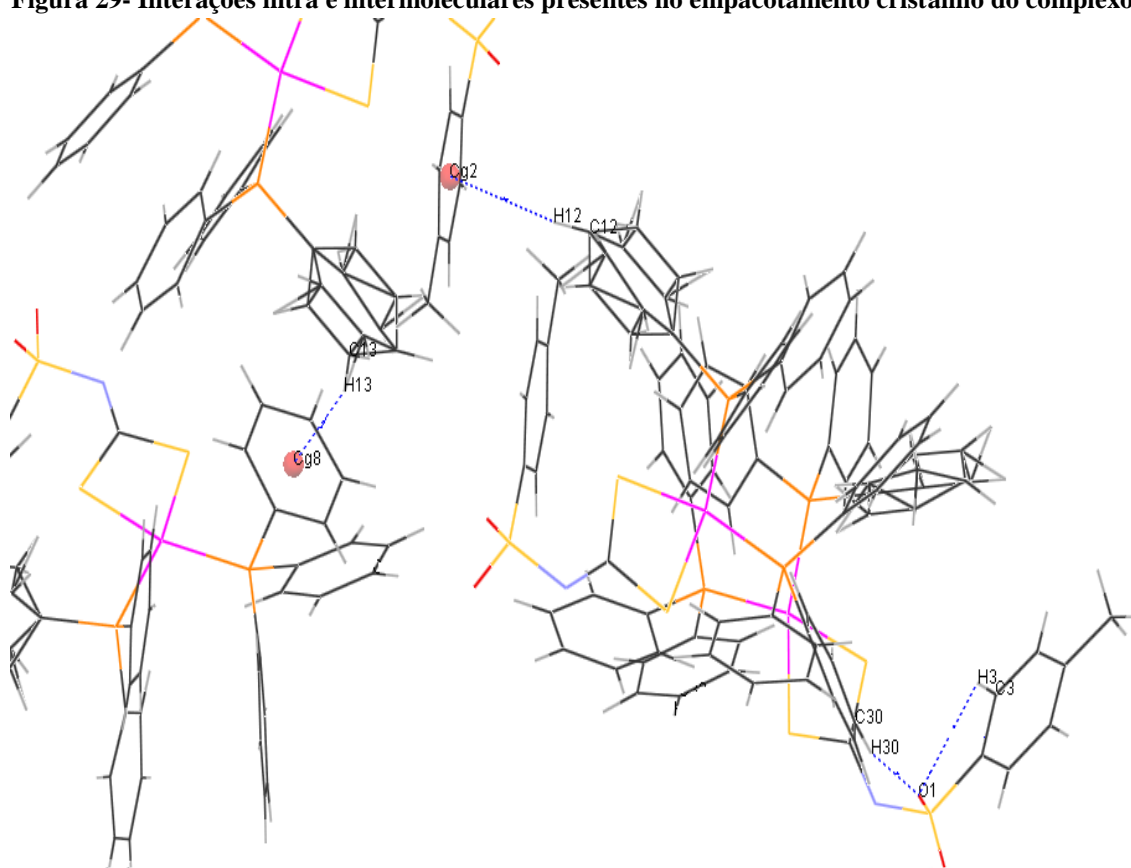 Figura 29- Interações intra e intermoleculares presentes no empacotamento cristalino do complexo
Cg2
H12
C12
C13
H13
Cg8
H3
C3
C30
H30
O1